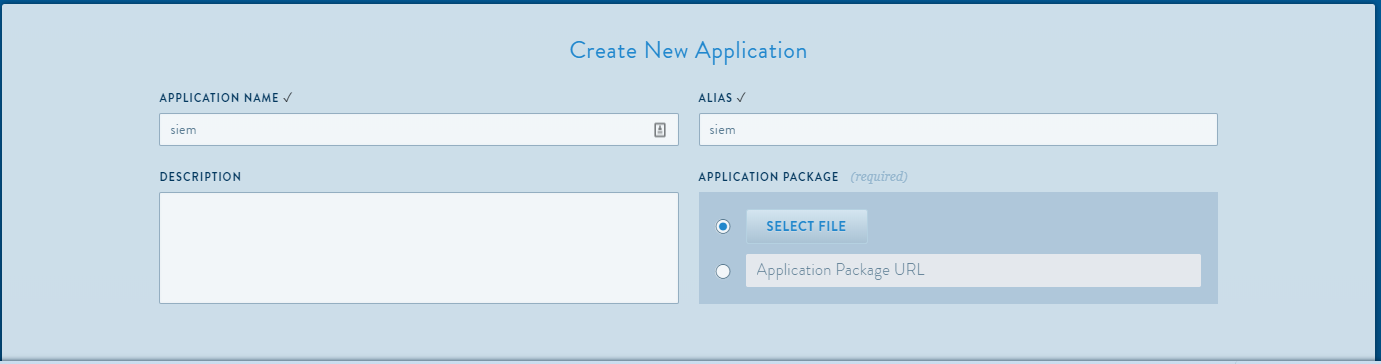 Create New Application
APPLICATION NAME ✓
ALIAS ✓
siem
siem
DESCRIPTION
APPLICATION PACKAGE (required)
SELECT FILE
Application Package URL